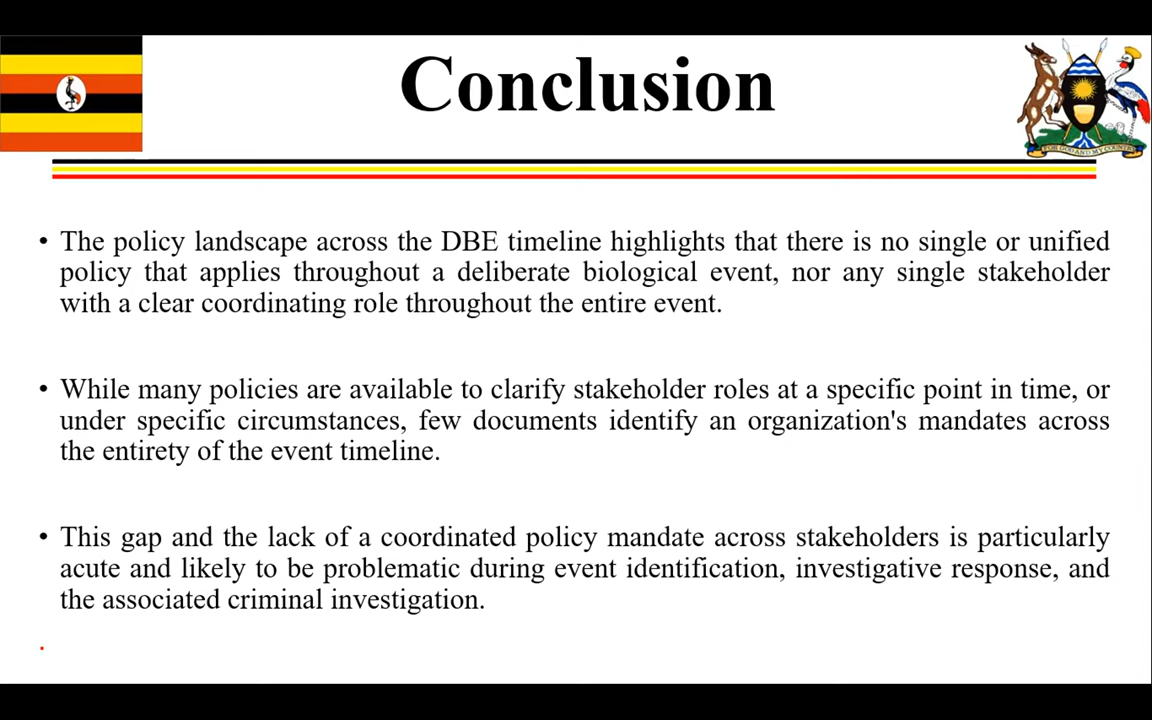 Conclusion
FOR GOD AND MY COUNTRY
• The policy landscape across the DBE timeline highlights that there is no single or unified
policy that applies throughout a deliberate biological event, nor any single stakeholder
with a clear coordinating role throughout the entire event.
• While many policies are available to clarify stakeholder roles at a specific point in time, or
under specific circumstances, few documents identify an organization's mandates across
the entirety of the event timeline.
• This gap and the lack of a coordinated policy mandate across stakeholders is particularly
acute and likely to be problematic during event identification, investigative response, and
the associated criminal investigation.